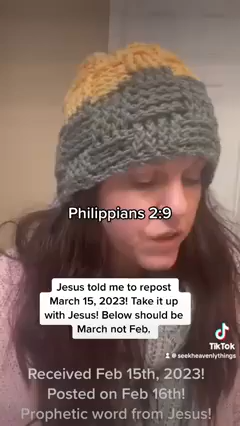 Philippians 2:9
Jesus told me to repost
March 15, 2023! Take it up
with Jesus! Below should be
March not Feb.
TikTok
@seekheavenlythings
Received Feb 15th, 2023!
Posted on Feb 16th!
Prophetic word from Jesus!